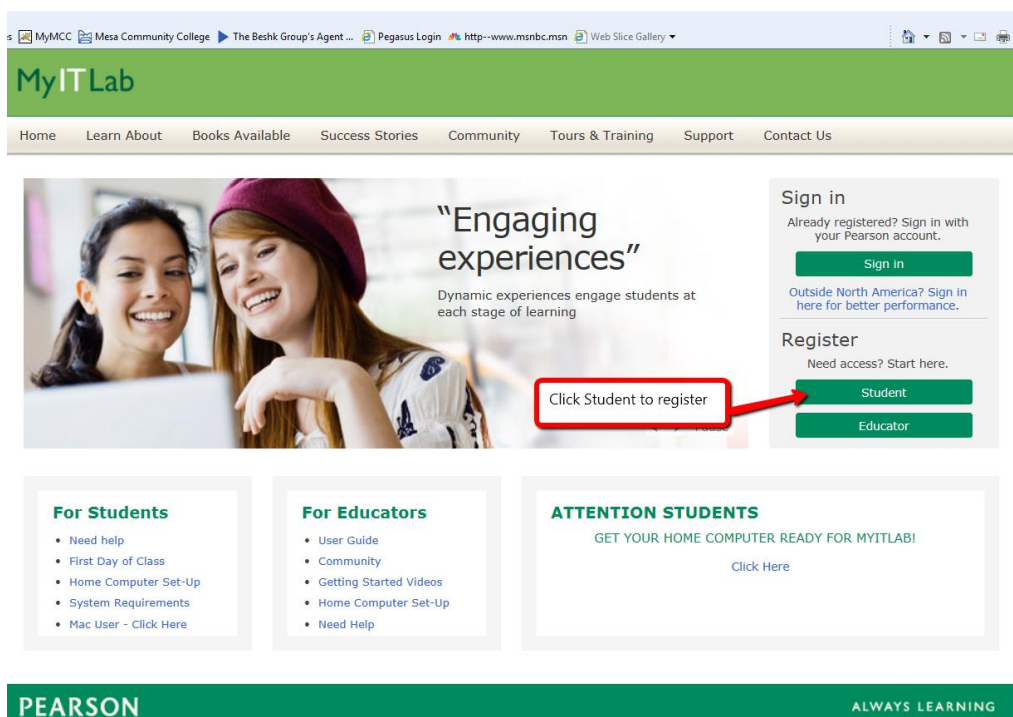 s MyMCC Mesa Community College The Beshk Group's Agent ... Pegasus Login http--www.msnbc.msn Web Slice Gallery
MyITLab
Home Learn About Books Available Success Stories Community Tours & Training Support Contact Us
"Engaging
experiences"
Dynamic experiences engage students at
each stage of learning
Click Student to register
Pause
Sign in
Already registered? Sign in with
your Pearson account.
Sign in
Outside North America? Sign in
here for better performance.
Register
Need access? Start here.
Student
Educator
For Students
• Need help
• First Day of Class
• Home Computer Set-Up
• System Requirements
• Mac User - Click Here
For Educators
• User Guide
• Community
• Getting Started Videos
• Home Computer Set-Up
• Need Help
ATTENTION STUDENTS
GET YOUR HOME COMPUTER READY FOR MYITLAB!
Click Here
PEARSON
ALWAYS LEARNING